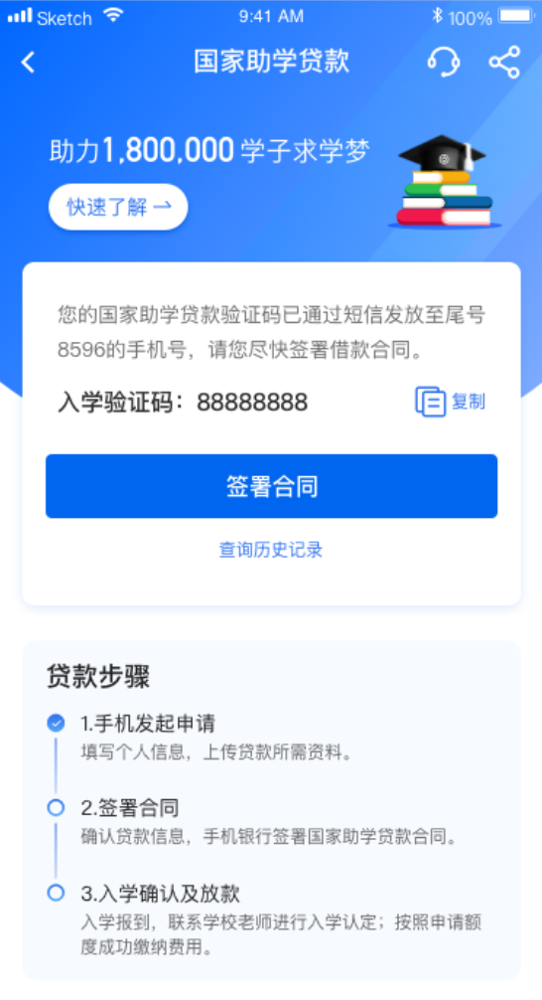 Sketch 9:41 AM 100%
国家助学贷款
助力1,800,000 学子求学梦
快速了解
您的国家助学贷款验证码已通过短信发放至尾号
8596的手机号，请您尽快签署借款合同。
入学验证码：88888888 复制
签署合同
查询历史记录
贷款步骤
1.手机发起申请
填写个人信息，上传贷款所需资料。
2.签署合同
确认贷款信息，手机银行签署国家助学贷款合同。
3.入学确认及放款
入学报到，联系学校老师进行入学认定；按照申请额
度成功缴纳费用。